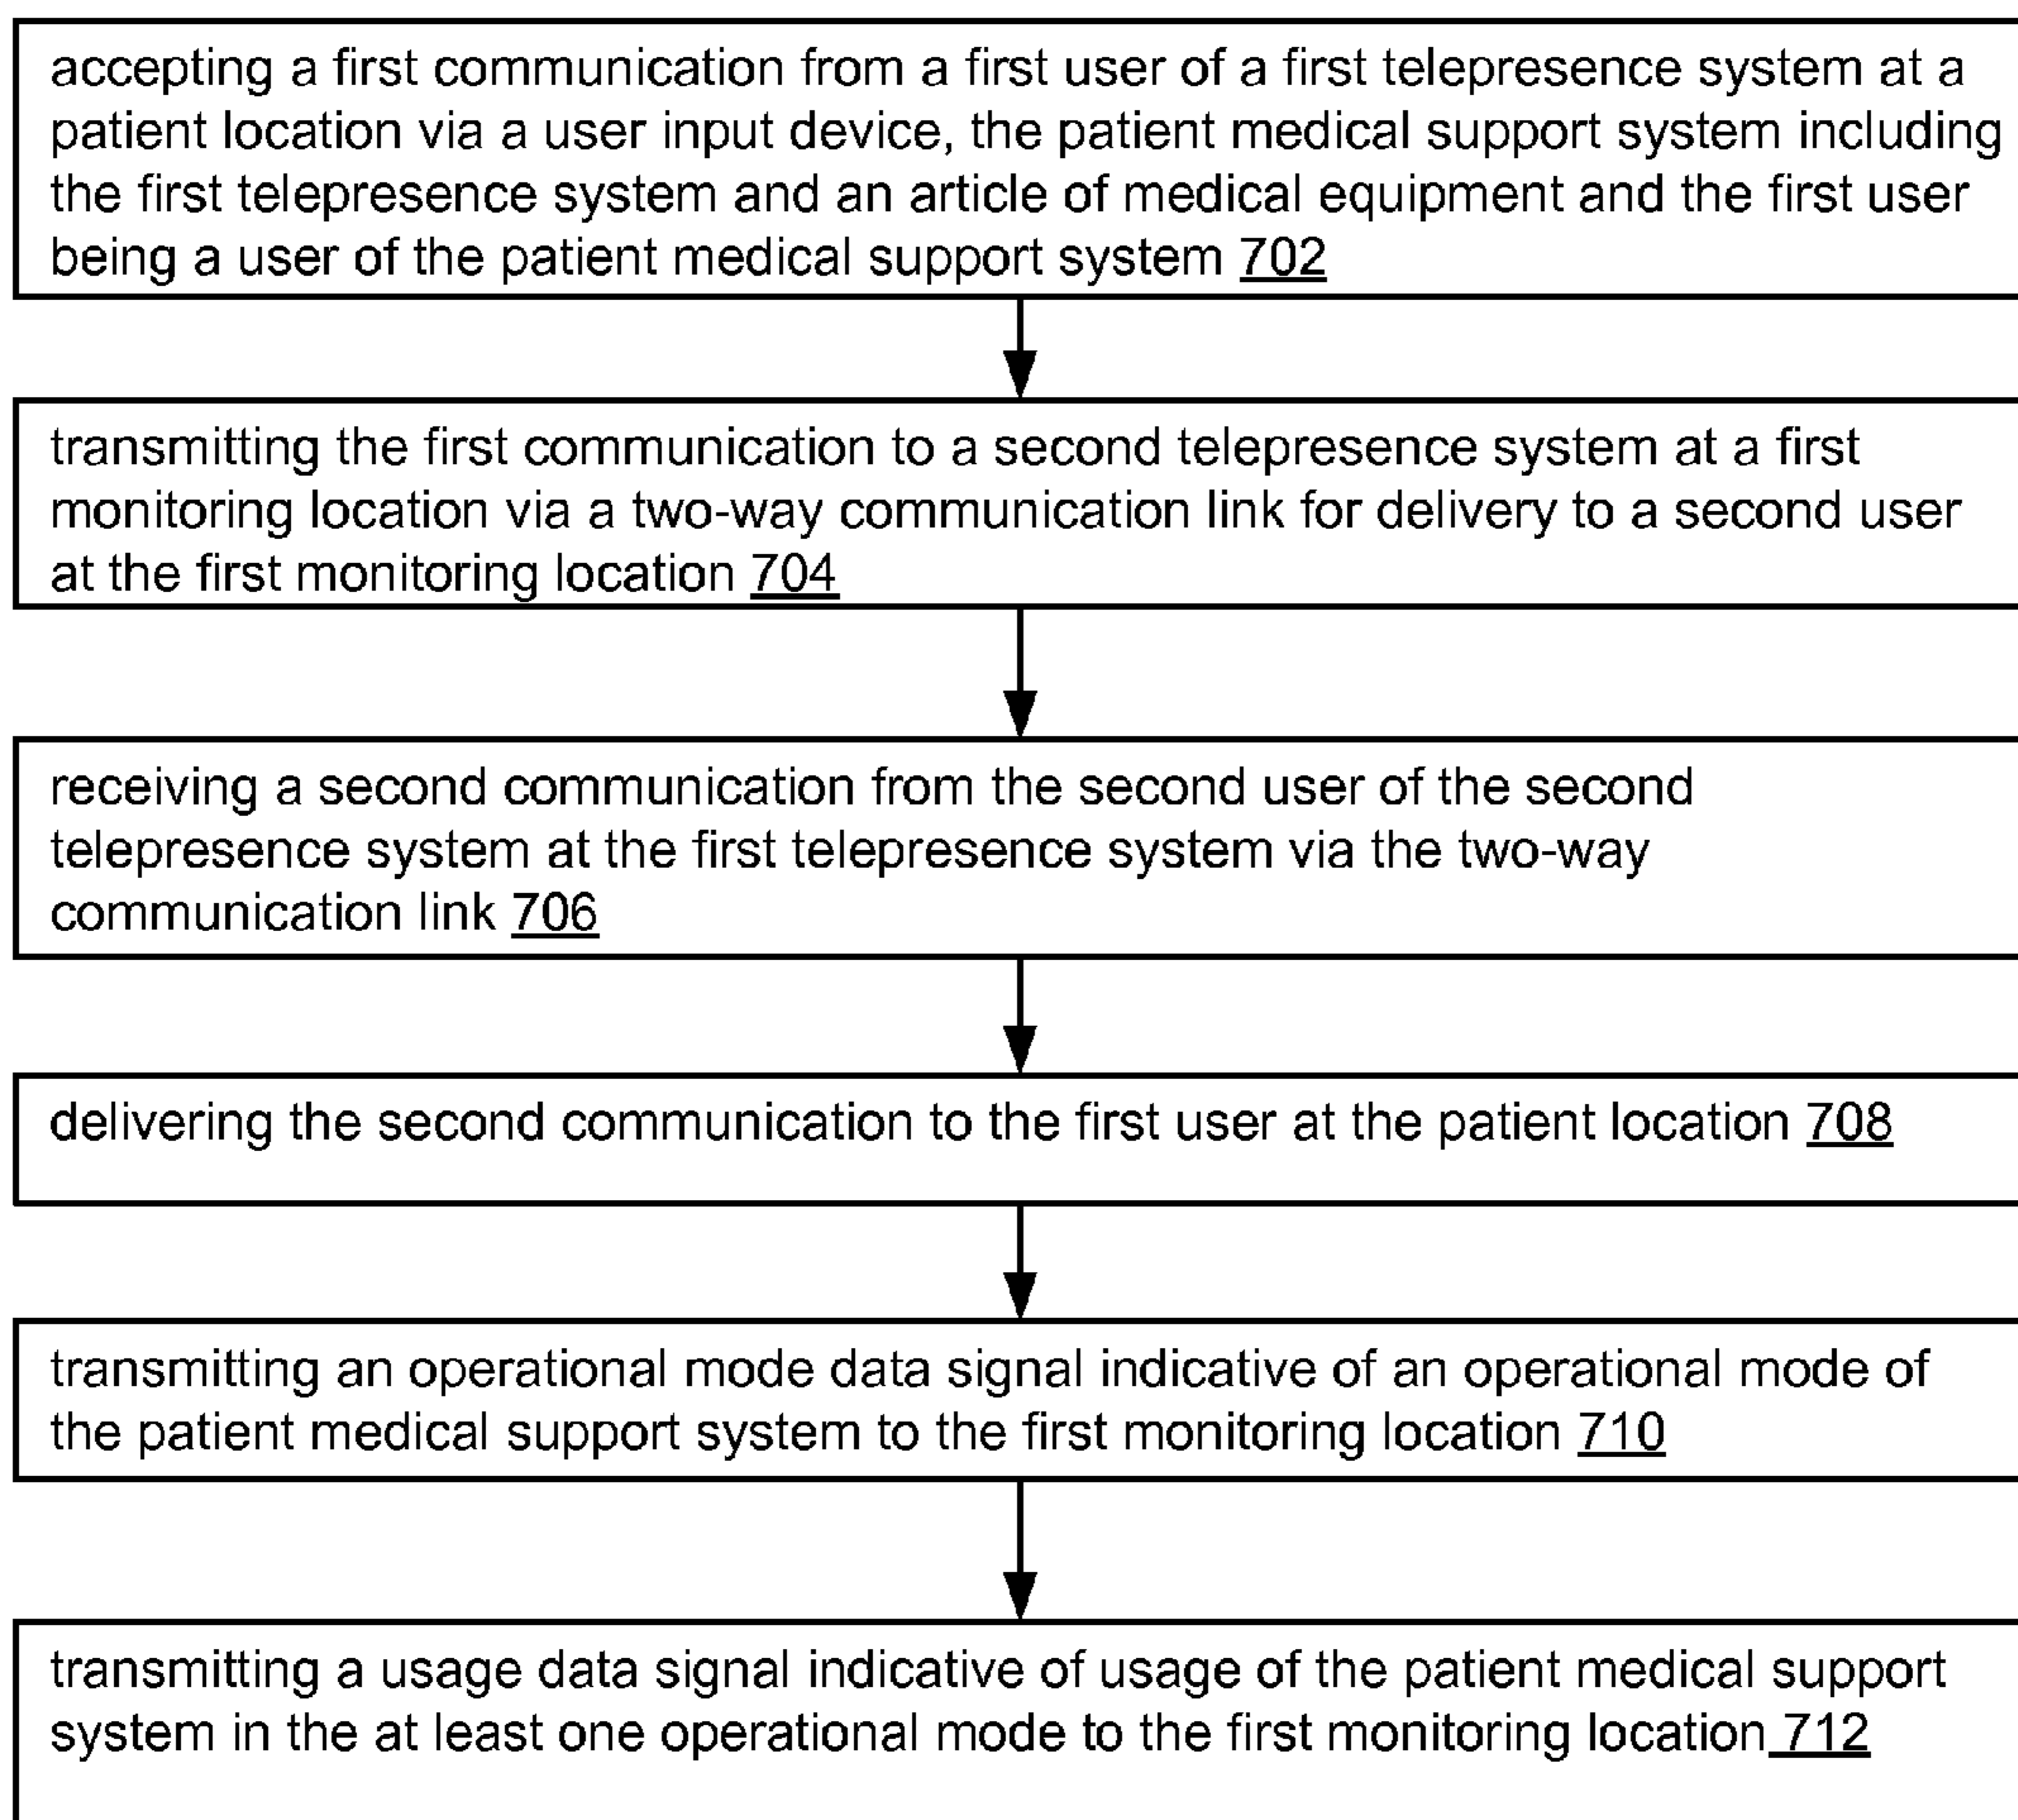 accepting a first communication from a first user of a first telepresence system at a
patient location via a user input device, the patient medical support system including
the first telepresence system and an article of medical equipment and the first user
being a user of the patient medical support system 702
transmitting the first communication to a second telepresence system at a first
monitoring location via a two-way communication link for delivery to a second user
at the first monitoring location 704
receiving a second communication from the second user of the second
telepresence system at the first telepresence system via the two-way
communication link 706
delivering the second communication to the first user at the patient location 708
transmitting an operational mode data signal indicative of an operational mode of
the patient medical support system to the first monitoring location 710
transmitting a usage data signal indicative of usage of the patient medical support
system in the at least one operational mode to the first monitoring location 712